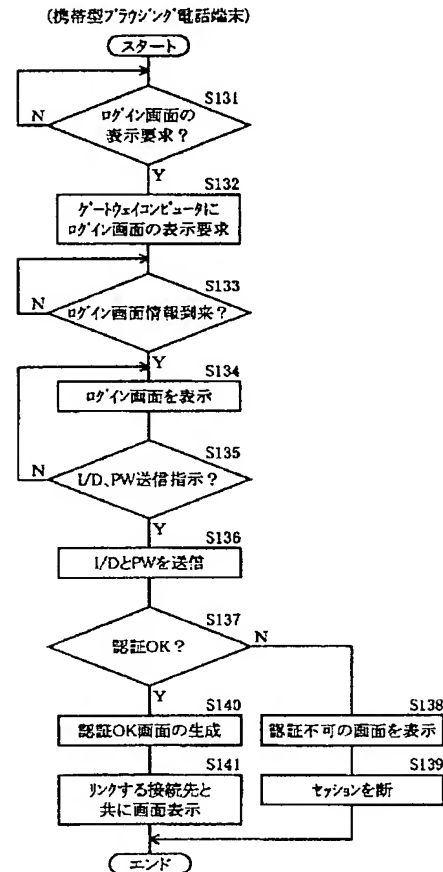 (携帯型ブラウジング電話端末)
スタート
S131
ログイン画面の
表示要求?
N
Y
S132
ゲートウェイコンピュータに
ログイン画面の表示要求
S133
ログイン画面情報到来?
N
Y
S134
ログイン画面を表示
S135
I/D、PW送信指示?
N
Y
S136
I/DとPWを送信
S137
認証OK?
N
Y
S140
認証OK画面の生成
S138
認証不可の画面を表示
S141
リンクする接続先と
共に画面表示
S139
セッションを断
エンド